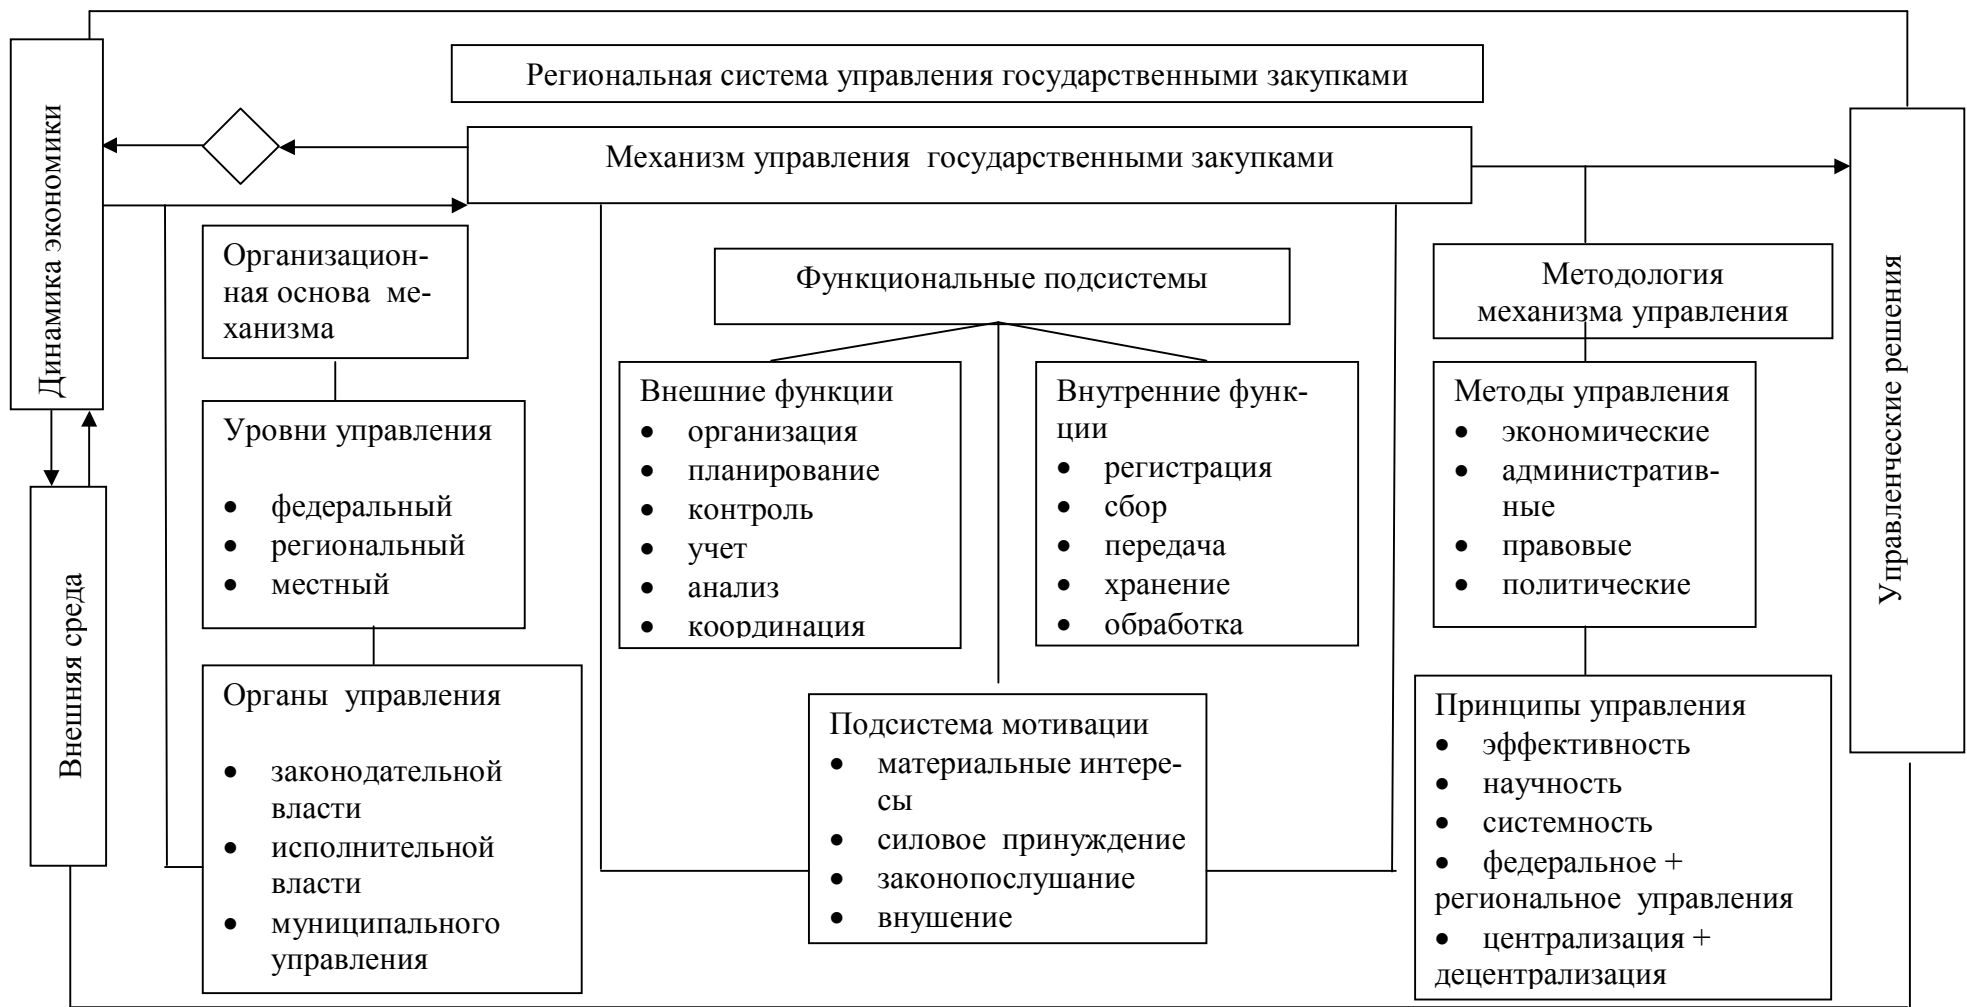 Региональная система управления государственными закупками
Механизм управления государственными закупками
Динамика экономики
Внешняя среда
Организацион-
ная основа ме-
ханизма
Уровни управления
• федеральный
• региональный
• местный
Органы управления
• законодательной
власти
• исполнительной
власти
• муниципального
управления
Функциональные подсистемы
Внешние функции
• организация
• планирование
• контроль
• учет
• анализ
• координация
Внутренние функ-
ции
• регистрация
• сбор
• передача
• хранение
• обработка
Подсистема мотивации
• материальные интере-
сы
• силовое принуждение
• законопослушание
• внушение
Методология
механизма управления
Методы управления
• экономические
• административ-
ные
• правовые
• политические
Принципы управления
• эффективность
• научность
• системность
• федеральное +
региональное управления
• централизация +
децентрализация
Управленческие решения